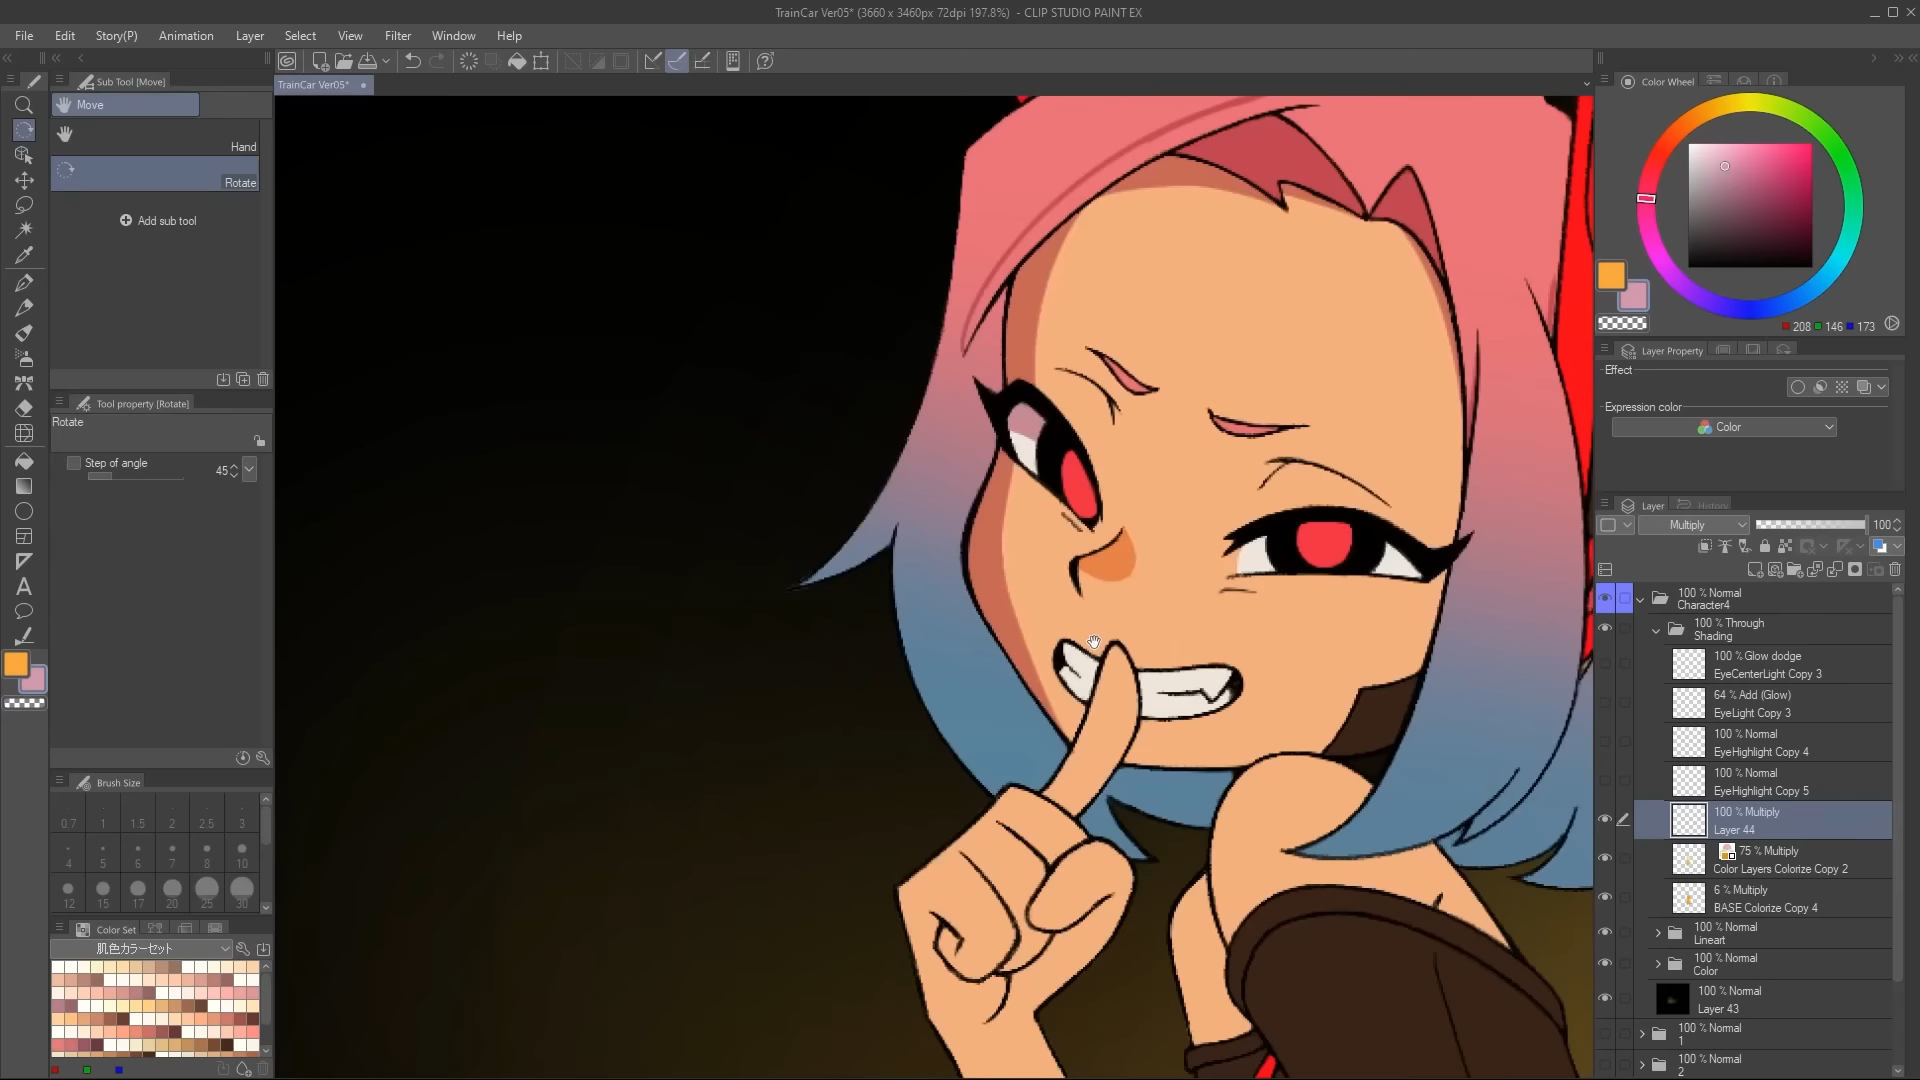 TrainCar Ver05* (3660 x 3460px 72dpi 197.8%) - CLIP STUDIO PAINT EX
File Edit Story(P) Animation Layer Select View Filter Window Help
Sub Tool [Move]
TrainCar Ver05*
Color Wheel
Move
Hand
Rotate
Add sub tool
208 146 173
Layer Property
Effect
Expression color
Color
Tool property [Rotate]
Rotate
Step of angle 45
Layer History
Multiply 100
100 % Normal
Character4
100 % Through
Shading
100 % Glow dodge
EyeCenterLight Copy 3
64 % Add (Glow)
EyeLight Copy 3
100 % Normal
EyeHighlight Copy 4
100 % Normal
EyeHighlight Copy 5
100 % Multiply
Layer 44
75 % Multiply
Color Layers Colorize Copy 2
6 % Multiply
BASE Colorize Copy 4
100 % Normal
Lineart
100 % Normal
Color
100 % Normal
Layer 43
100 % Normal
1
100 % Normal
2
Brush Size
0.7 1 1.5 2 2.5 3
4 5 6 7 8 10
12 15 17 20 25 30
Color Set
肌色カラーセット
A